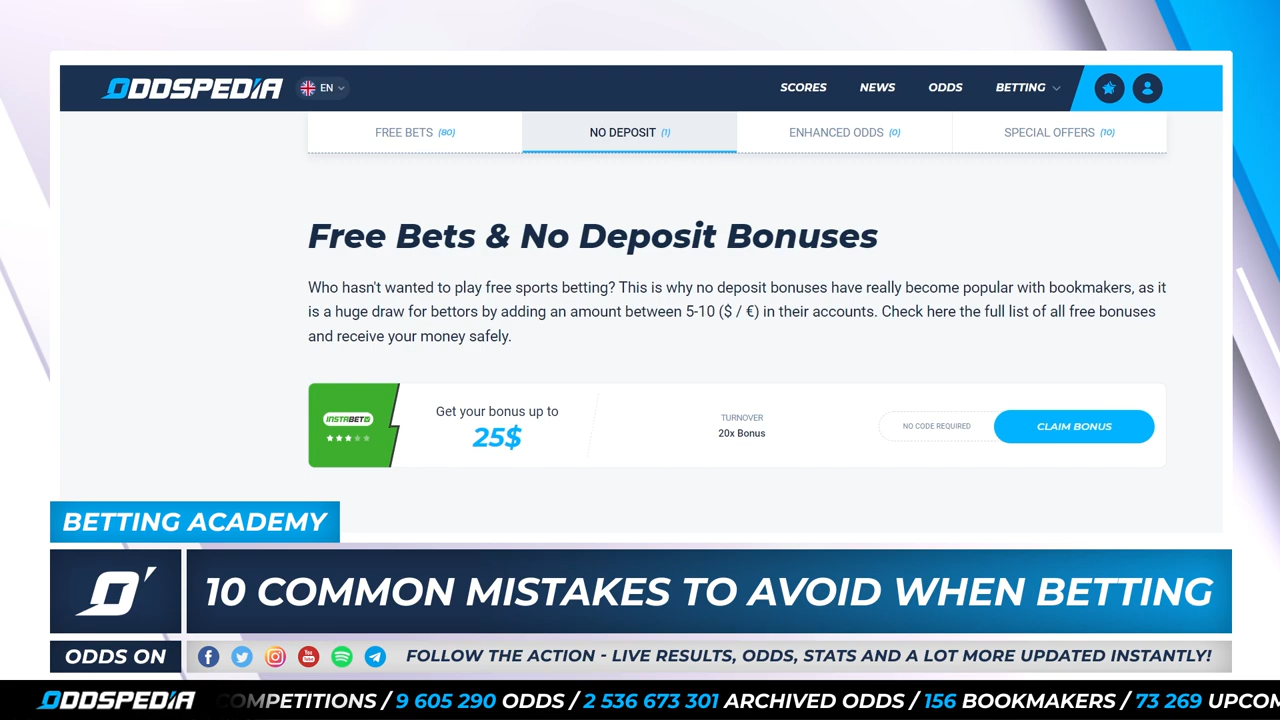 ODDSPEDIA EN SCORES NEWS ODDS BETTING
FREE BETS (80) NO DEPOSIT (1) ENHANCED ODDS (0) SPECIAL OFFERS (10)
Free Bets & No Deposit Bonuses
Who hasn't wanted to play free sports betting? This is why no deposit bonuses have really become popular with bookmakers, as it
is a huge draw for bettors by adding an amount between 5-10 ($ / €) in their accounts. Check here the full list of all free bonuses
and receive your money safely.
INSTABET
Get your bonus up to
25$
TURNOVER
20x Bonus
NO CODE REQUIRED
CLAIM BONUS
BETTING ACADEMY
10 COMMON MISTAKES TO AVOID WHEN BETTING
ODDS ON
You Tube
FOLLOW THE ACTION - LIVE RESULTS, ODDS, STATS AND A LOT MORE UPDATED INSTANTLY!
ODDSPEDIA COMPETITIONS / 9 605 290 ODDS / 2 536 673 301 ARCHIVED ODDS / 156 BOOKMAKERS / 73 269 UPCON